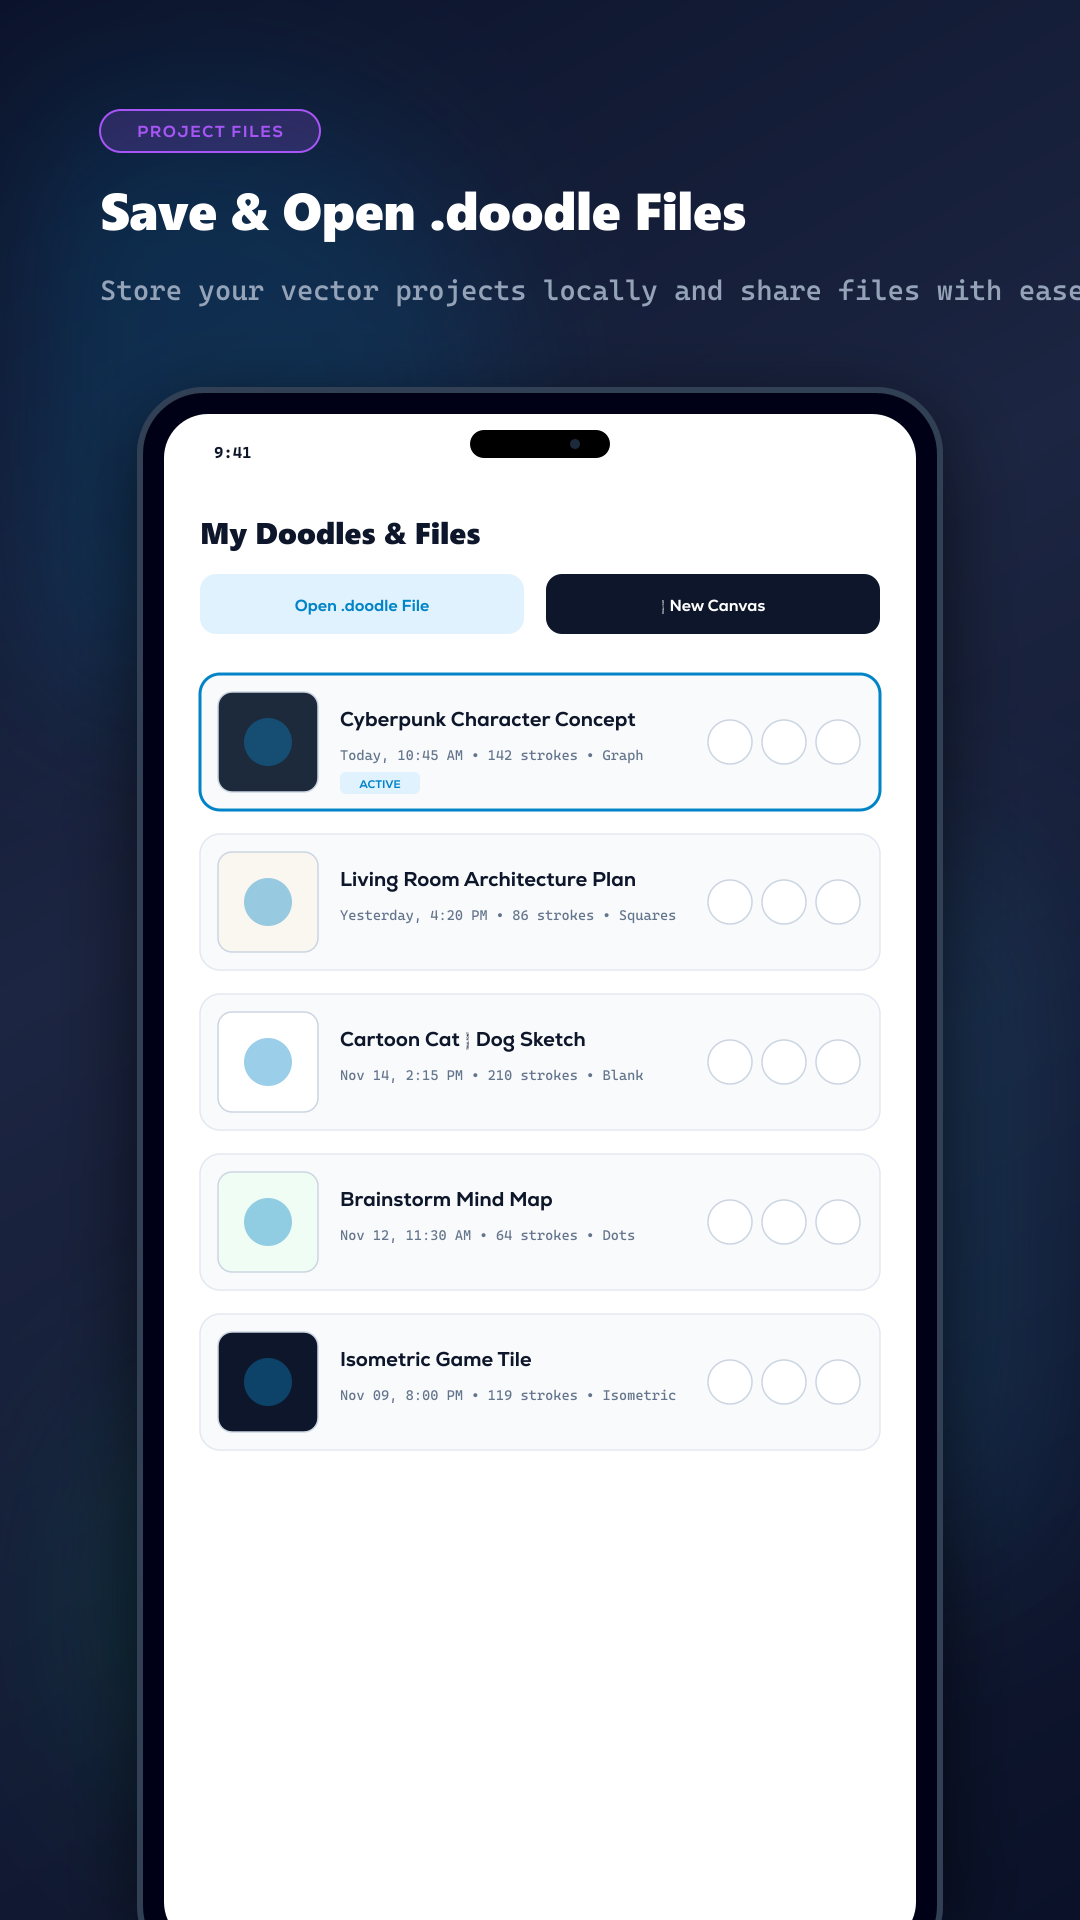 PROJECT FILES
Save & Open .doodle Files
Store your vector projects locally and share files with ease
9:41
My Doodles & Files
Open .doodle File
New Canvas
Cyberpunk Character Concept
Today, 10:45 AM • 142 strokes • Graph
ACTIVE
Living Room Architecture Plan
Yesterday, 4:20 PM • 86 strokes • Squares
Cartoon Cat Dog Sketch
Nov 14, 2:15 PM • 210 strokes • Blank
Brainstorm Mind Map
Nov 12, 11:30 AM • 64 strokes • Dots
Isometric Game Tile
Nov 09, 8:00 PM • 119 strokes • Isometric